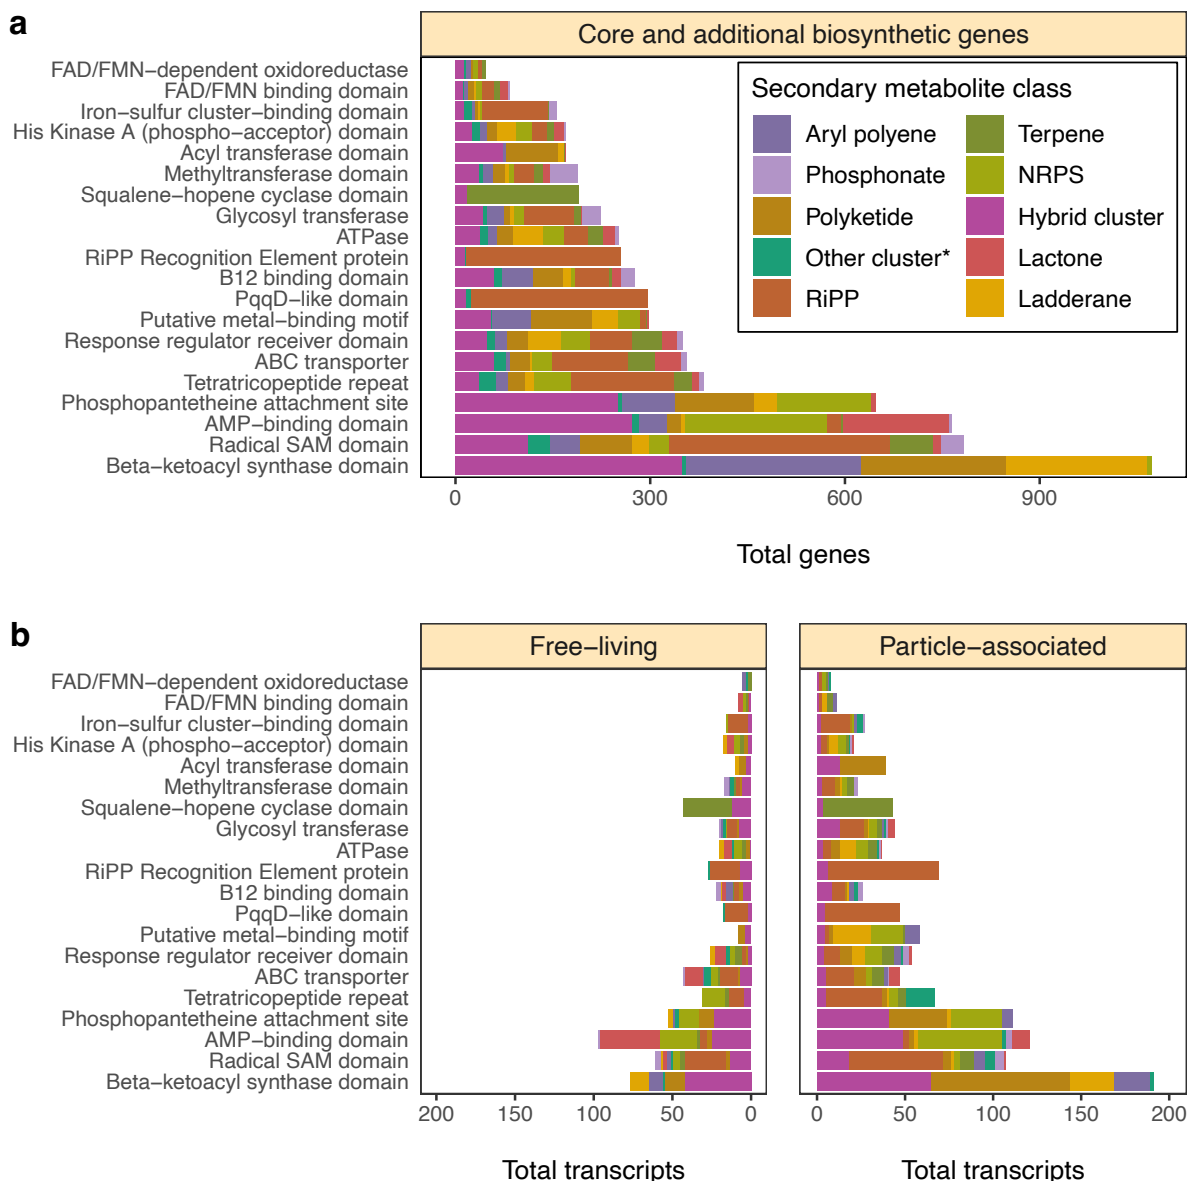 a
Core and additional biosynthetic genes
FAD/FMN−dependent oxidoreductase
FAD/FMN binding domain
Iron−sulfur cluster−binding domain
His Kinase A (phospho−acceptor) domain
Acyl transferase domain
Methyltransferase domain
Squalene−hopene cyclase domain
Glycosyl transferase
ATPase
RiPP Recognition Element protein
B12 binding domain
PqqD−like domain
Putative metal−binding motif
Response regulator receiver domain
ABC transporter
Tetratricopeptide repeat
Phosphopantetheine attachment site
AMP−binding domain
Radical SAM domain
Beta−ketoacyl synthase domain
Secondary metabolite class
Aryl polyene
Phosphonate
Polyketide
Other cluster*
RiPP
Terpene
NRPS
Hybrid cluster
Lactone
Ladderane
0 300 600 900
Total genes
b
Free−living
Particle−associated
FAD/FMN−dependent oxidoreductase
FAD/FMN binding domain
Iron−sulfur cluster−binding domain
His Kinase A (phospho−acceptor) domain
Acyl transferase domain
Methyltransferase domain
Squalene−hopene cyclase domain
Glycosyl transferase
ATPase
RiPP Recognition Element protein
B12 binding domain
PqqD−like domain
Putative metal−binding motif
Response regulator receiver domain
ABC transporter
Tetratricopeptide repeat
Phosphopantetheine attachment site
AMP−binding domain
Radical SAM domain
Beta−ketoacyl synthase domain
200 150 100 50 0
0 50 100 150 200
Total transcripts
Total transcripts